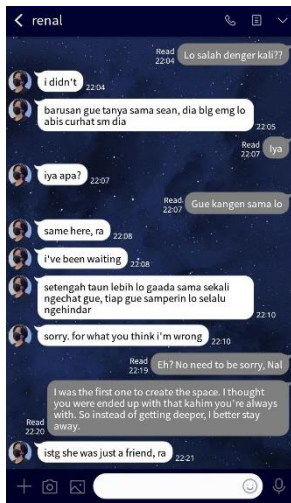 renal
Read
22:04
Lo salah denger kali??
i didn't
22:04
barusan gue tanya sama sean, dia blg emg lo
abis curhat sm dia
22:05
Read
22:07
Iya
iya apa?
22:07
Read
22:07
Gue kangen sama lo
same here, ra
22:08
i've been waiting
22:08
setengah taun lebih lo gaada sama sekali
ngechat gue, tiap gue samperin lo selalu
ngehindar
22:10
sorry. for what you think i'm wrong
22:10
Read
22:19
Eh? No need to be sorry, Nal
Read
22:20
I was the first one to create the space. I thought
you were ended up with that kahim you're always
with. So instead of getting deeper, I better stay
away.
istg she was just a friend, ra
22:21